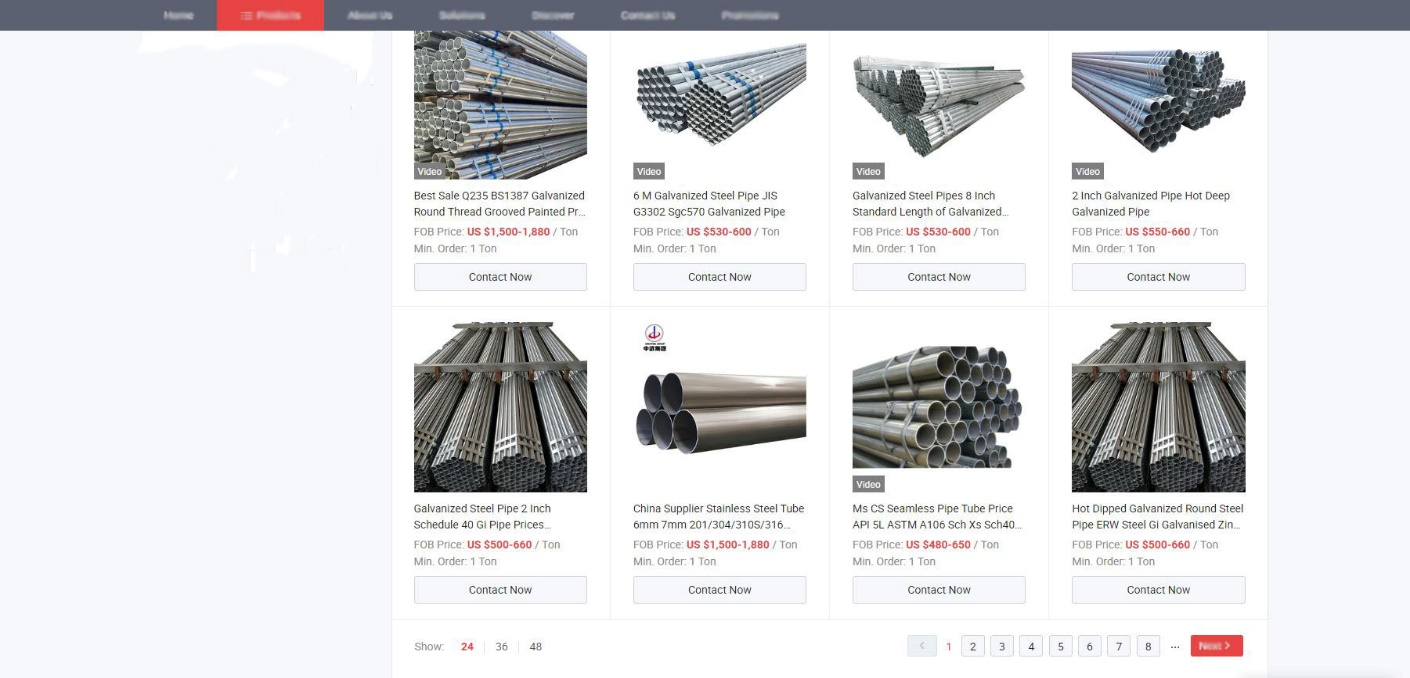 Home
Products
About Us
Solutions
Discover
Contact Us
Promotions
Video
Best Sale Q235 BS1387 Galvanized
Round Thread Grooved Painted Pr...
FOB Price: US $1,500-1,880 / Ton
Min. Order: 1 Ton
Contact Now
Video
6 M Galvanized Steel Pipe JIS
G3302 Sgc570 Galvanized Pipe
FOB Price: US $530-600 / Ton
Min. Order: 1 Ton
Contact Now
Video
Galvanized Steel Pipes 8 Inch
Standard Length of Galvanized...
FOB Price: US $530-600 / Ton
Min. Order: 1 Ton
Contact Now
Video
2 Inch Galvanized Pipe Hot Deep
Galvanized Pipe
FOB Price: US $550-660 / Ton
Min. Order: 1 Ton
Contact Now
Galvanized Steel Pipe 2 Inch
Schedule 40 Gi Pipe Prices...
FOB Price: US $500-660 / Ton
Min. Order: 1 Ton
Contact Now
China Supplier Stainless Steel Tube
6mm 7mm 201/304/310S/316...
FOB Price: US $1,500-1,880 / Ton
Min. Order: 1 Ton
Contact Now
Video
Ms CS Seamless Pipe Tube Price
API 5L ASTM A106 Sch Xs Sch40...
FOB Price: US $480-650 / Ton
Min. Order: 1 Ton
Contact Now
Hot Dipped Galvanized Round Steel
Pipe ERW Steel Gi Galvanised Zin...
FOB Price: US $500-660 / Ton
Min. Order: 1 Ton
Contact Now
Show: 24 36 48
1 2 3 4 5 6 7 8 ... Next